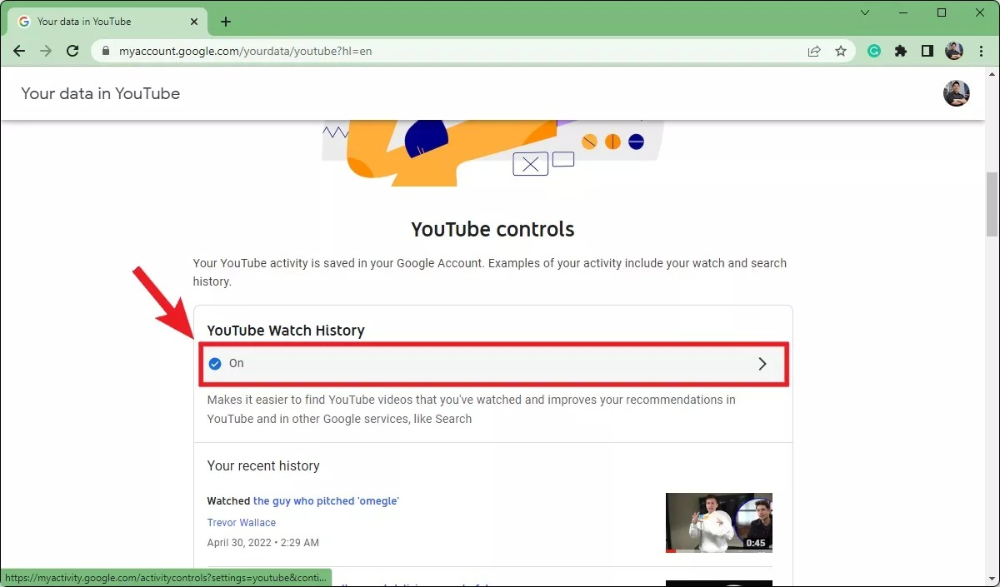 Your data in YouTube
myaccount.google.com/yourdata/youtube?hl=en
Your data in YouTube
YouTube controls
Your YouTube activity is saved in your Google Account. Examples of your activity include your watch and search
history.
YouTube Watch History
On
Makes it easier to find YouTube videos that you've watched and improves your recommendations in
YouTube and in other Google services, like Search
Your recent history
Watched the guy who pitched 'omegle'
Trevor Wallace
April 30, 2022 • 2:29 AM
0:45
https://myactivity.google.com/activitycontrols?settings=youtube&conti...